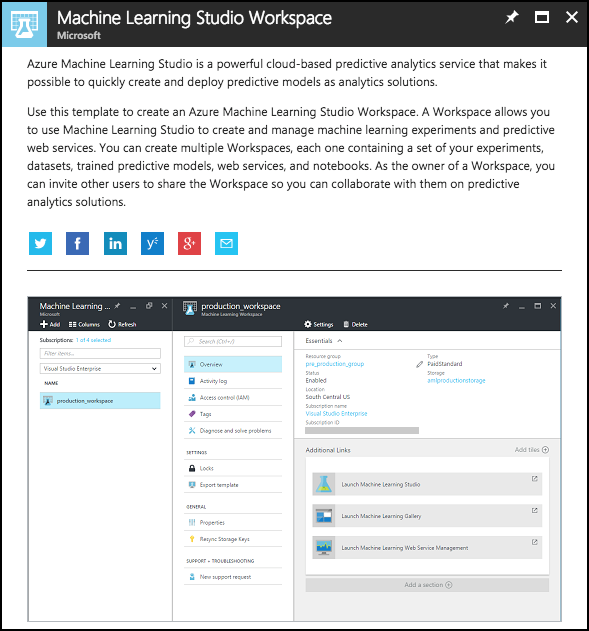 Machine Learning Studio Workspace
Microsoft
Azure Machine Learning Studio is a powerful cloud-based predictive analytics service that makes it
possible to quickly create and deploy predictive models as analytics solutions.
Use this template to create an Azure Machine Learning Studio Workspace. A Workspace allows you
to use Machine Learning Studio to create and manage machine learning experiments and predictive
web services. You can create multiple Workspaces, each one containing a set of your experiments,
datasets, trained predictive models, web services, and notebooks. As the owner of a Workspace, you
can invite other users to share the Workspace so you can collaborate with them on predictive
analytics solutions.
Machine Learning ...
Microsoft
Add Columns Refresh
Subscriptions: 1 of 4 selected
Filter items...
Visual Studio Enterprise
NAME
production_workspace
production_workspace
Machine Learning Workspace
Settings Delete
Search (Ctrl+/)
Overview
Activity log
Access control (IAM)
Tags
Diagnose and solve problems
SETTINGS
Locks
Export template
GENERAL
Properties
Resync Storage Keys
SUPPORT + TROUBLESHOOTING
New support request
Essentials
Resource group
pre_production_group
Status
Enabled
Location
South Central US
Subscription name
Visual Studio Enterprise
Subscription ID
Type
PaidStandard
Storage
amlproductionstorage
Additional Links
Add tiles
Launch Machine Learning Studio
Launch Machine Learning Gallery
Launch Machine Learning Web Service Management
Add a section